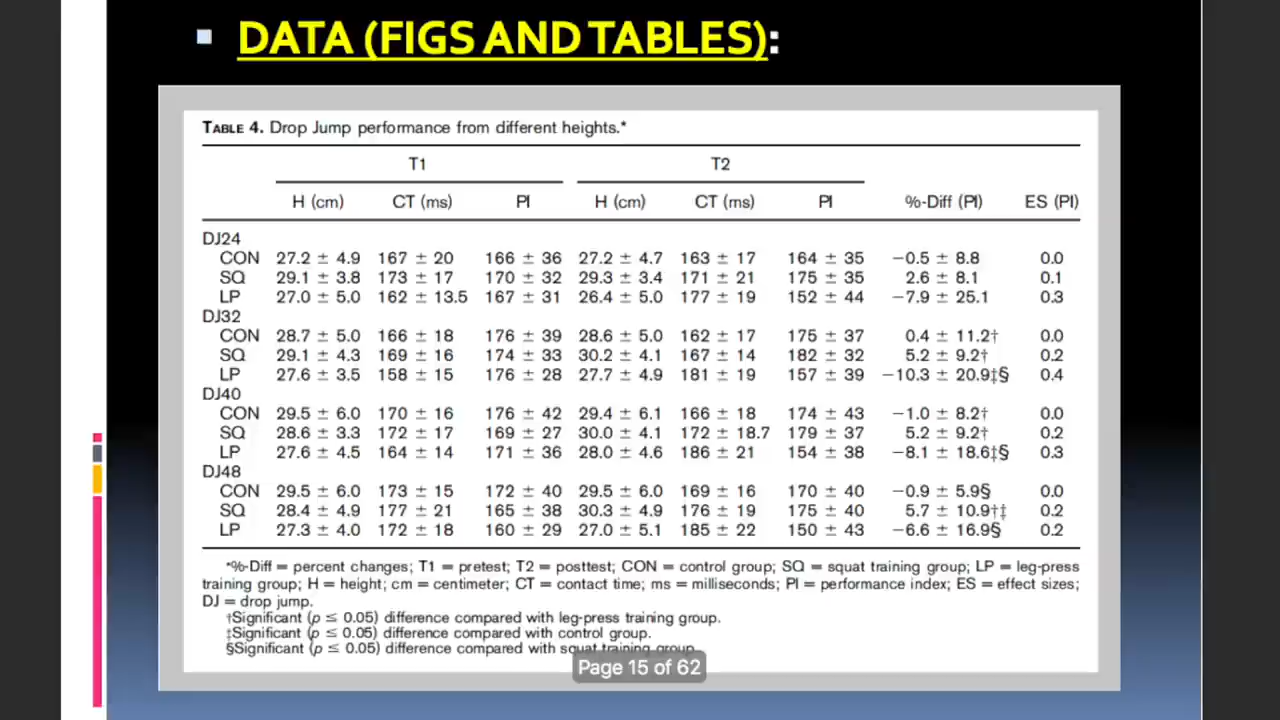 DATA (FIGS AND TABLES):
TABLE 4. Drop Jump performance from different heights.*
T1 T2
H (cm) CT (ms) PI H (cm) CT (ms) PI %-Diff (PI) ES (PI)
DJ24
CON 27.2 ± 4.9 167 ± 20 166 ± 36 27.2 ± 4.7 163 ± 17 164 ± 35 −0.5 ± 8.8 0.0
SQ 29.1 ± 3.8 173 ± 17 170 ± 32 29.3 ± 3.4 171 ± 21 175 ± 35 2.6 ± 8.1 0.1
LP 27.0 ± 5.0 162 ± 13.5 167 ± 31 26.4 ± 5.0 177 ± 19 152 ± 44 −7.9 ± 25.1 0.3
DJ32
CON 28.7 ± 5.0 166 ± 18 176 ± 39 28.6 ± 5.0 162 ± 17 175 ± 37 0.4 ± 11.2† 0.0
SQ 29.1 ± 4.3 169 ± 16 174 ± 33 30.2 ± 4.1 167 ± 14 182 ± 32 5.2 ± 9.2† 0.2
LP 27.6 ± 3.5 158 ± 15 176 ± 28 27.7 ± 4.9 181 ± 19 157 ± 39 −10.3 ± 20.9‡§ 0.4
DJ40
CON 29.5 ± 6.0 170 ± 16 176 ± 42 29.4 ± 6.1 166 ± 18 174 ± 43 −1.0 ± 8.2† 0.0
SQ 28.6 ± 3.3 172 ± 17 169 ± 27 30.0 ± 4.1 172 ± 18.7 179 ± 37 5.2 ± 9.2† 0.2
LP 27.6 ± 4.5 164 ± 14 171 ± 36 28.0 ± 4.6 186 ± 21 154 ± 38 −8.1 ± 18.6‡§ 0.3
DJ48
CON 29.5 ± 6.0 173 ± 15 172 ± 40 29.5 ± 6.0 169 ± 16 170 ± 40 −0.9 ± 5.9§ 0.0
SQ 28.4 ± 4.9 177 ± 21 165 ± 38 30.3 ± 4.9 176 ± 19 175 ± 40 5.7 ± 10.9†‡ 0.2
LP 27.3 ± 4.0 172 ± 18 160 ± 29 27.0 ± 5.1 185 ± 22 150 ± 43 −6.6 ± 16.9§ 0.2
*%-Diff = percent changes; T1 = pretest; T2 = posttest; CON = control group; SQ = squat training group; LP = leg-press
training group; H = height; cm = centimeter; CT = contact time; ms = milliseconds; PI = performance index; ES = effect sizes;
DJ = drop jump.
†Significant (p ≤ 0.05) difference compared with leg-press training group.
‡Significant (p ≤ 0.05) difference compared with control group.
§Significant (p ≤ 0.05) difference compared with squat training group.
Page 15 of 62